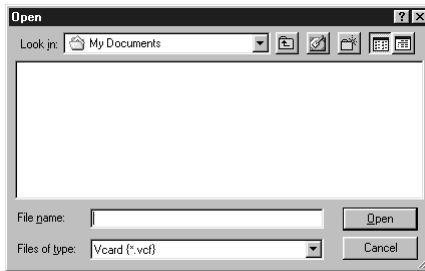 Open
Look in: My Documents
File name:
Open
Files of type: Vcard {*.vcf}
Cancel